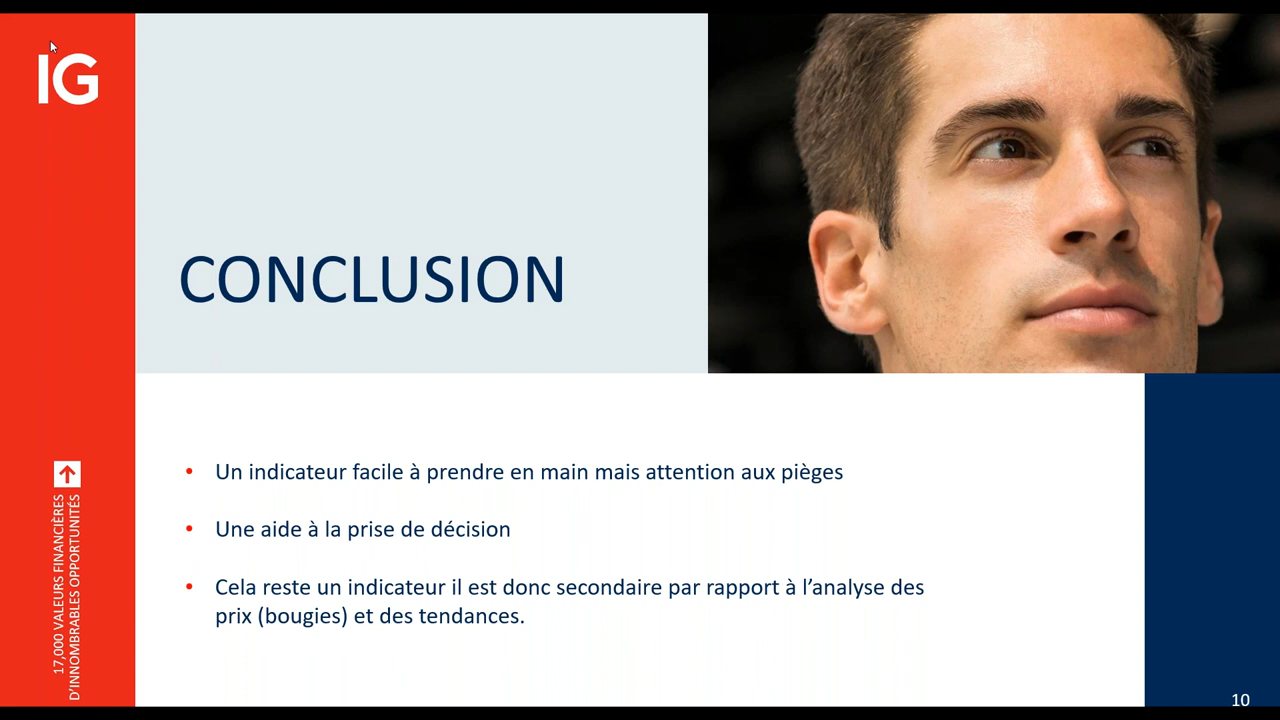 IG
CONCLUSION
• Un indicateur facile à prendre en main mais attention aux pièges
• Une aide à la prise de décision
• Cela reste un indicateur il est donc secondaire par rapport à l’analyse des
prix (bougies) et des tendances.
17,000 VALEURS FINANCIÈRES
D’INNOMBRABLES OPPORTUNITÉS
10